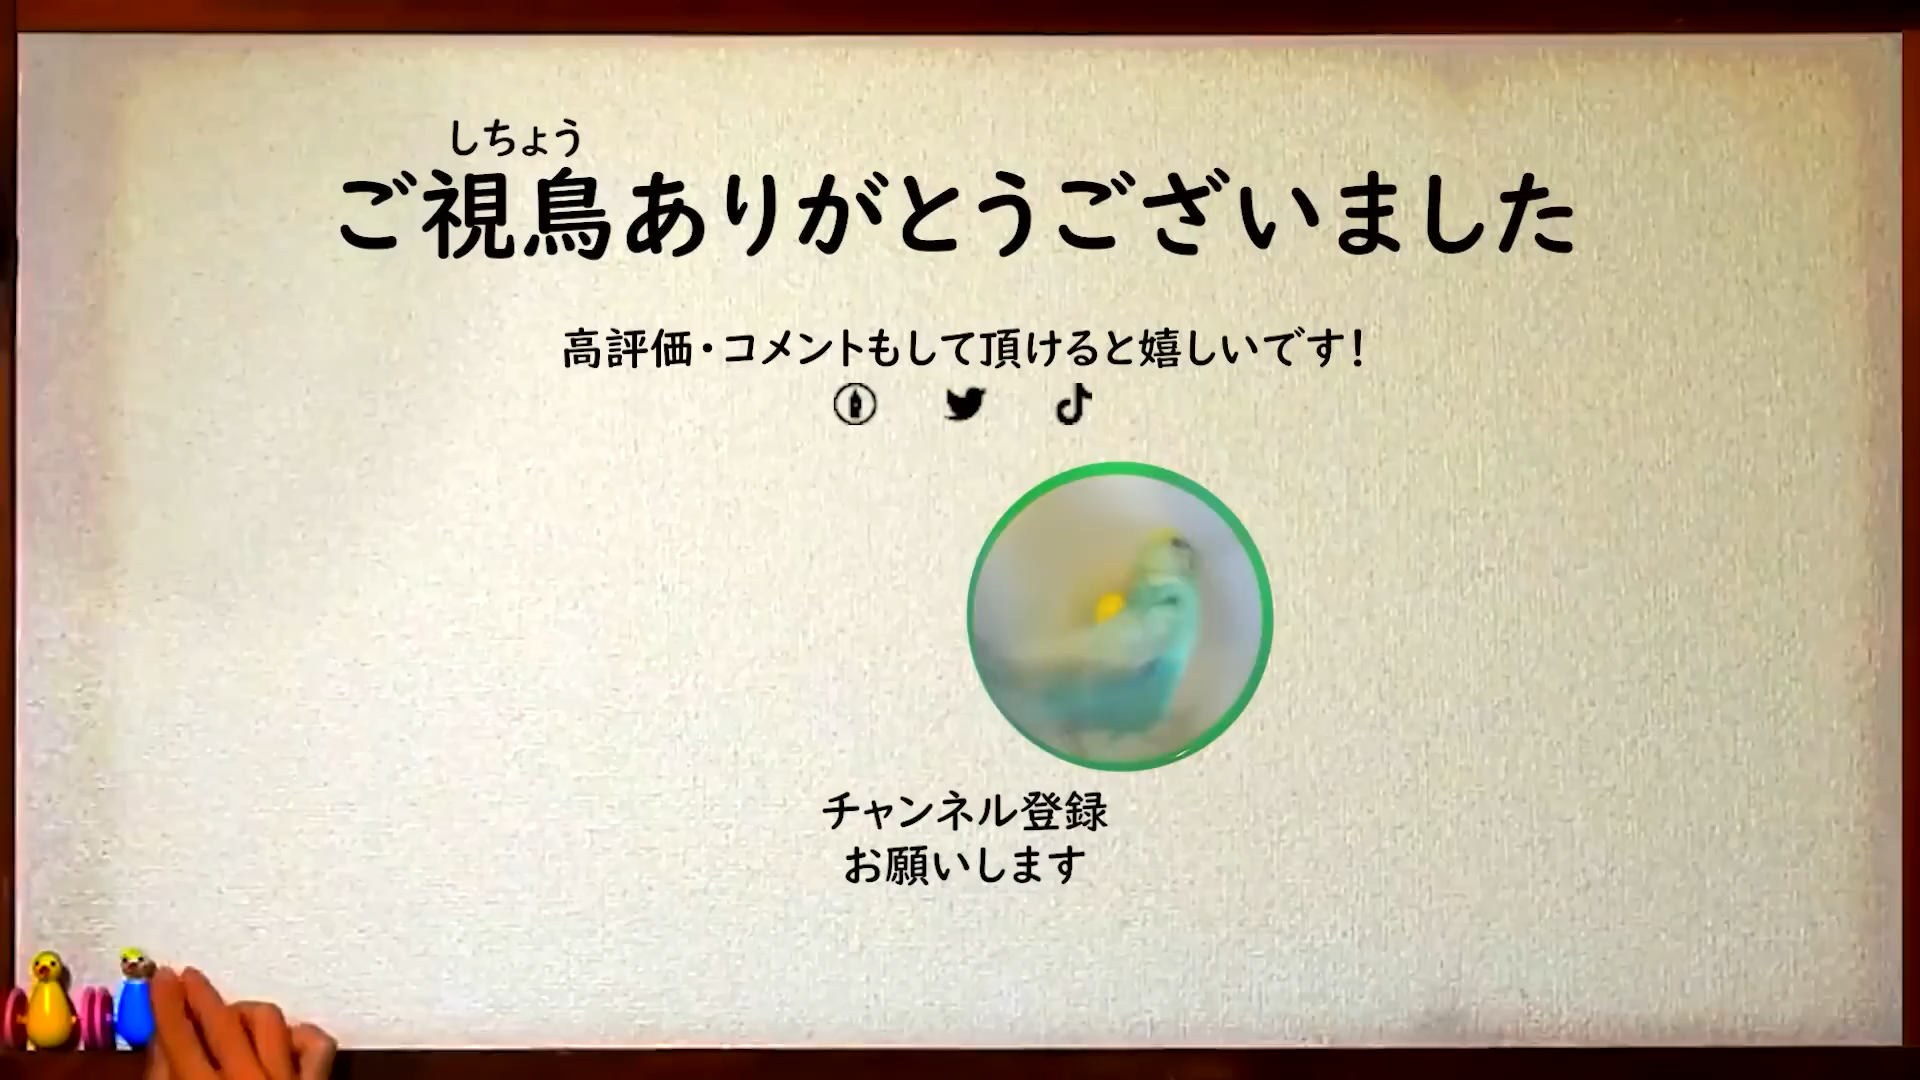 しちょう
ご視鳥ありがとうございました
高評価・コメントもして頂けると嬉しいです!
チャンネル登録
お願いします